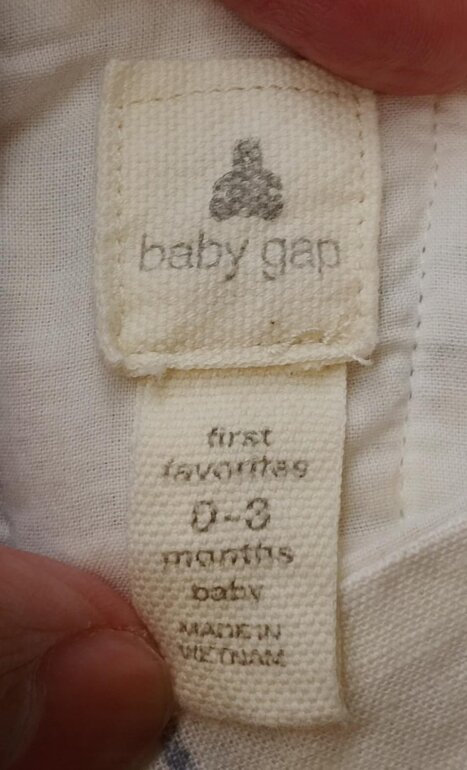 baby gap
first
favorites
0-3
months
baby
MADE IN
VIETNAM